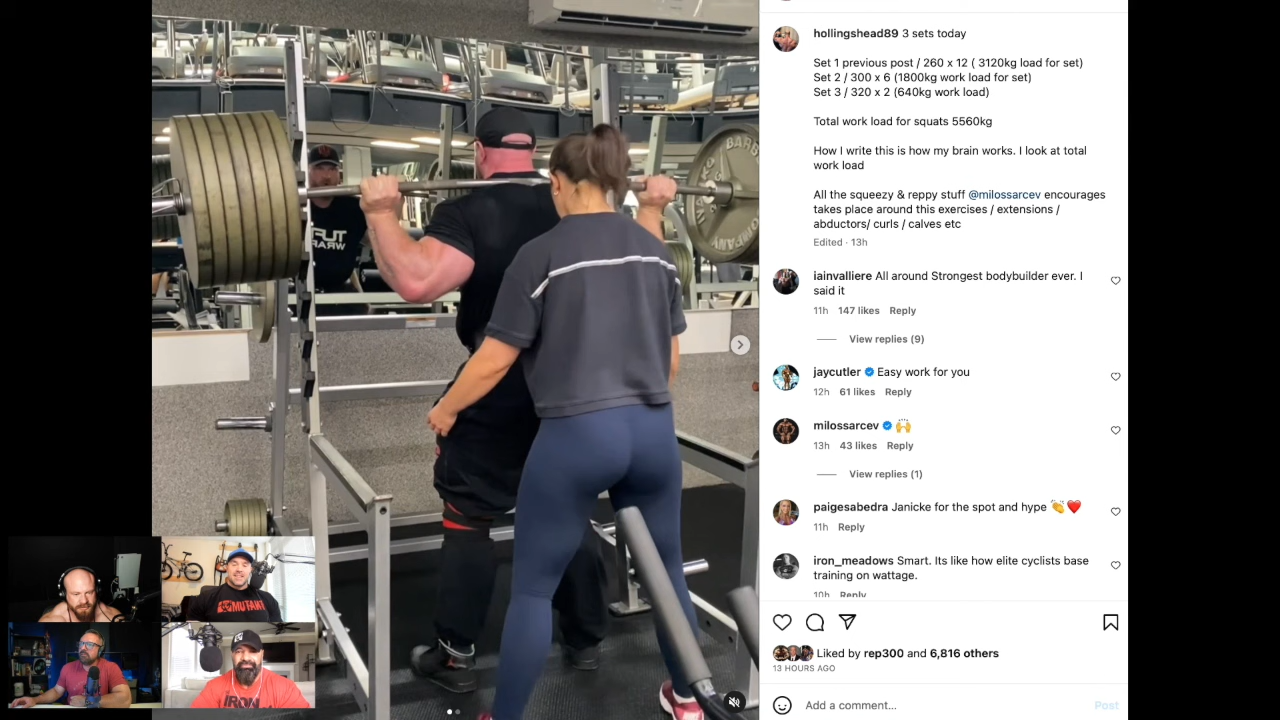 hollingshead89 3 sets today
Set 1 previous post / 260 x 12 ( 3120kg load for set)
Set 2 / 300 x 6 (1800kg work load for set)
Set 3 / 320 x 2 (640kg work load)
Total work load for squats 5560kg
How I write this is how my brain works. I look at total
work load
All the squeezy & reppy stuff @milossarcev encourages
takes place around this exercises / extensions /
abductors/ curls / calves etc
Edited · 13h
iainvalliere All around Strongest bodybuilder ever. I
said it
11h 147 likes Reply
View replies (9)
jaycutler Easy work for you
12h 61 likes Reply
milossarcev 🙌
13h 43 likes Reply
View replies (1)
paigesabedra Janicke for the spot and hype 👏❤️
11h Reply
iron_meadows Smart. Its like how elite cyclists base
training on wattage.
10h Reply
Liked by rep300 and 6,816 others
13 HOURS AGO
Add a comment...
Post
MUTANT
IRON